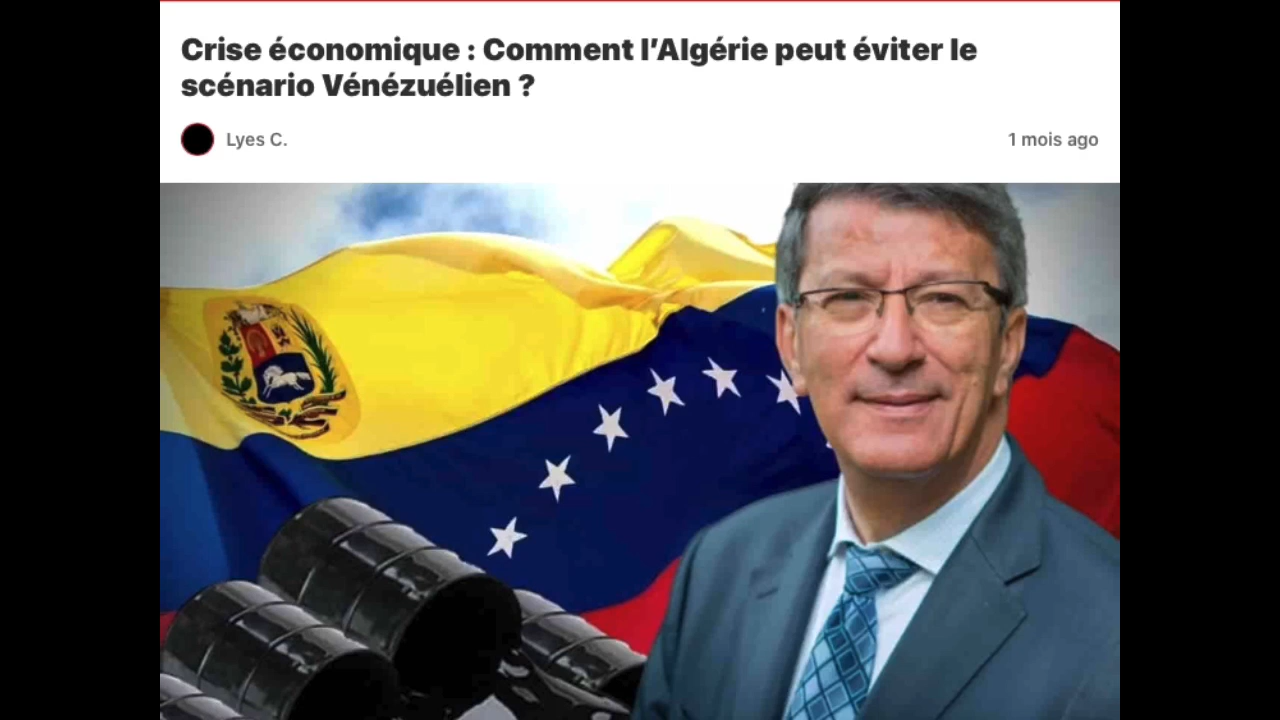 Crise économique : Comment l’Algérie peut éviter le
scénario Vénézuélien ?
Lyes C.
1 mois ago